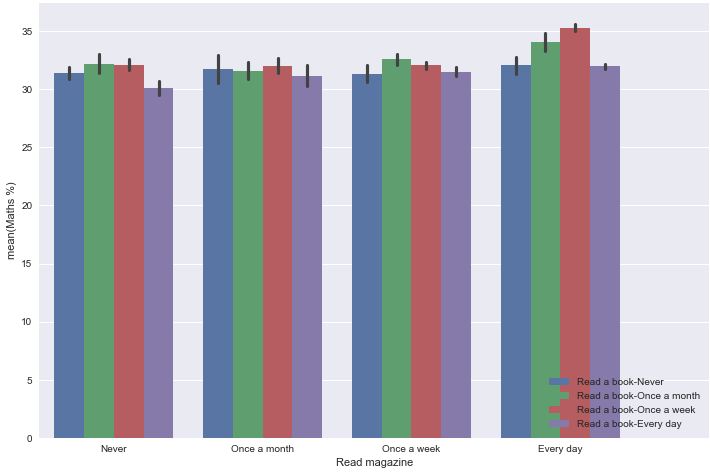 35
30
25
20
15
10
5
0
mean(Maths %)
Never
Once a month
Once a week
Every day
Read magazine
Read a book-Never
Read a book-Once a month
Read a book-Once a week
Read a book-Every day